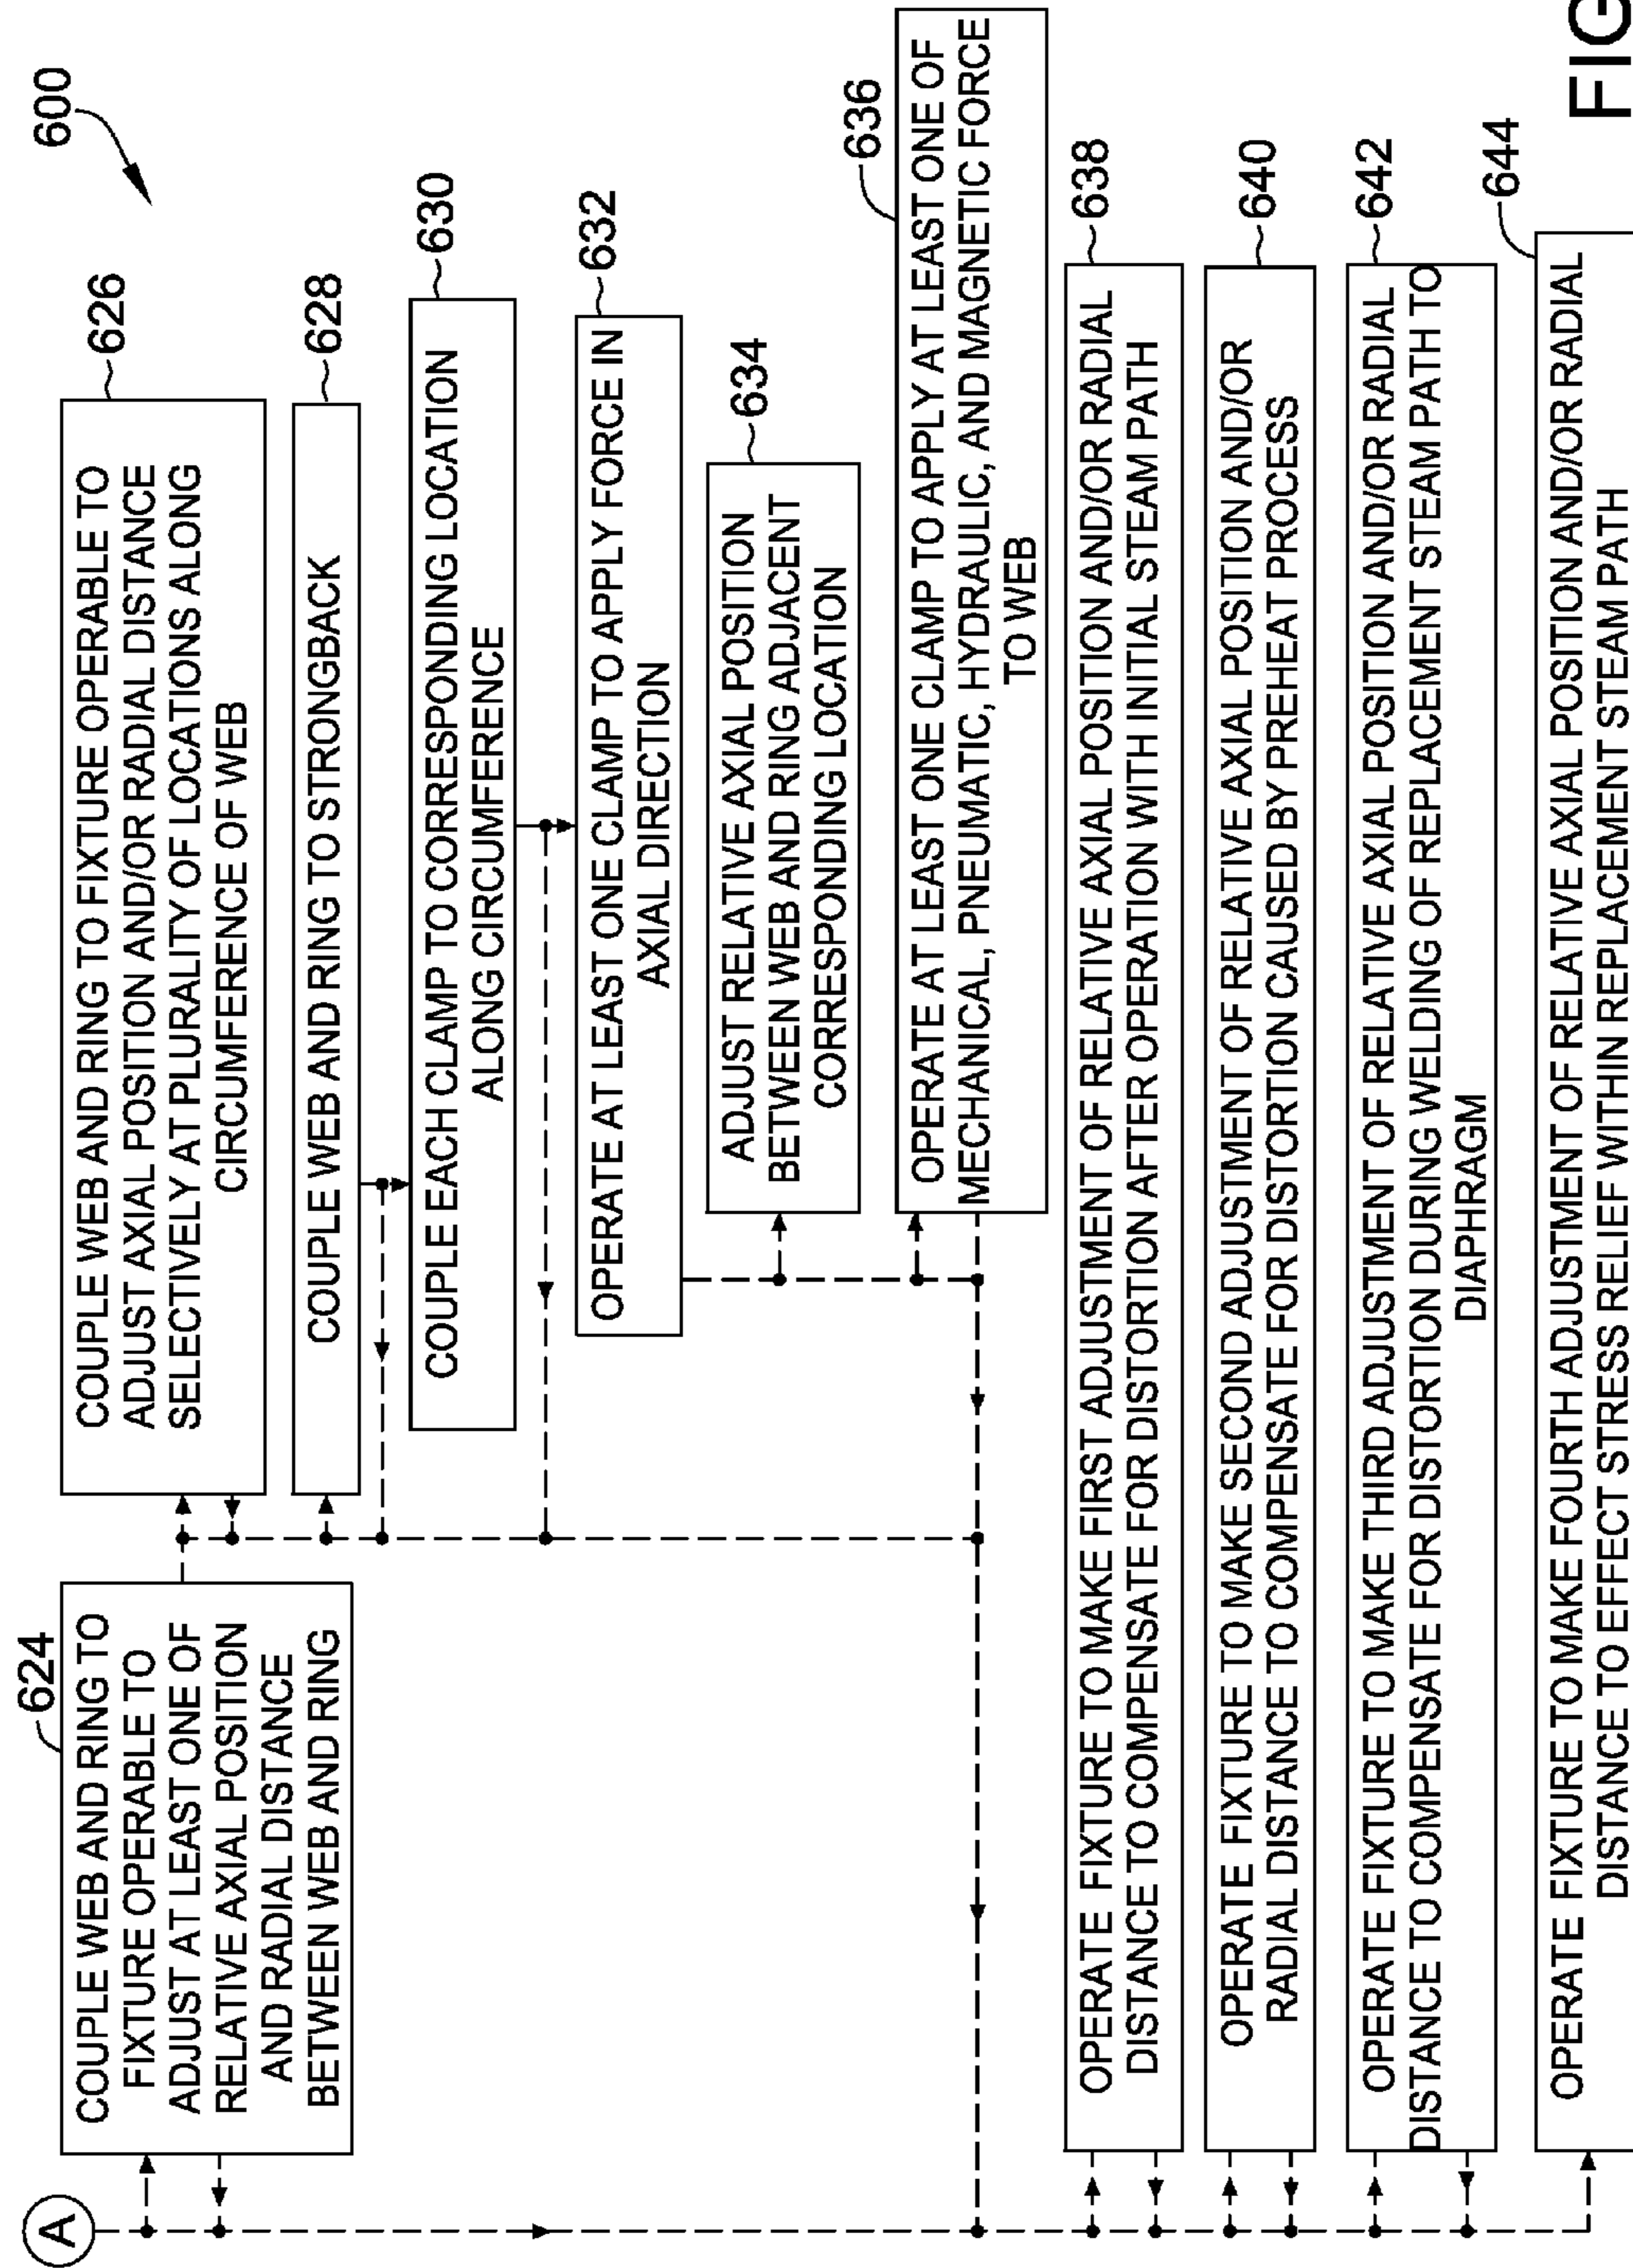 600
A
624
COUPLE WEB AND RING TO
FIXTURE OPERABLE TO
ADJUST AT LEAST ONE OF
RELATIVE AXIAL POSITION
AND RADIAL DISTANCE
BETWEEN WEB AND RING
626
COUPLE WEB AND RING TO FIXTURE OPERABLE TO
ADJUST AXIAL POSITION AND/OR RADIAL DISTANCE
SELECTIVELY AT PLURALITY OF LOCATIONS ALONG
CIRCUMFERENCE OF WEB
628
COUPLE WEB AND RING TO STRONGBACK
630
COUPLE EACH CLAMP TO CORRESPONDING LOCATION
ALONG CIRCUMFERENCE
632
OPERATE AT LEAST ONE CLAMP TO APPLY FORCE IN
AXIAL DIRECTION
634
ADJUST RELATIVE AXIAL POSITION
BETWEEN WEB AND RING ADJACENT
CORRESPONDING LOCATION
636
OPERATE AT LEAST ONE CLAMP TO APPLY AT LEAST ONE OF
MECHANICAL, PNEUMATIC, HYDRAULIC, AND MAGNETIC FORCE
TO WEB
638
OPERATE FIXTURE TO MAKE FIRST ADJUSTMENT OF RELATIVE AXIAL POSITION AND/OR RADIAL
DISTANCE TO COMPENSATE FOR DISTORTION AFTER OPERATION WITH INITIAL STEAM PATH
640
OPERATE FIXTURE TO MAKE SECOND ADJUSTMENT OF RELATIVE AXIAL POSITION AND/OR
RADIAL DISTANCE TO COMPENSATE FOR DISTORTION CAUSED BY PREHEAT PROCESS
642
OPERATE FIXTURE TO MAKE THIRD ADJUSTMENT OF RELATIVE AXIAL POSITION AND/OR RADIAL
DISTANCE TO COMPENSATE FOR DISTORTION DURING WELDING OF REPLACEMENT STEAM PATH TO
DIAPHRAGM
644
OPERATE FIXTURE TO MAKE FOURTH ADJUSTMENT OF RELATIVE AXIAL POSITION AND/OR RADIAL
DISTANCE TO EFFECT STRESS RELIEF WITHIN REPLACEMENT STEAM PATH
FIG